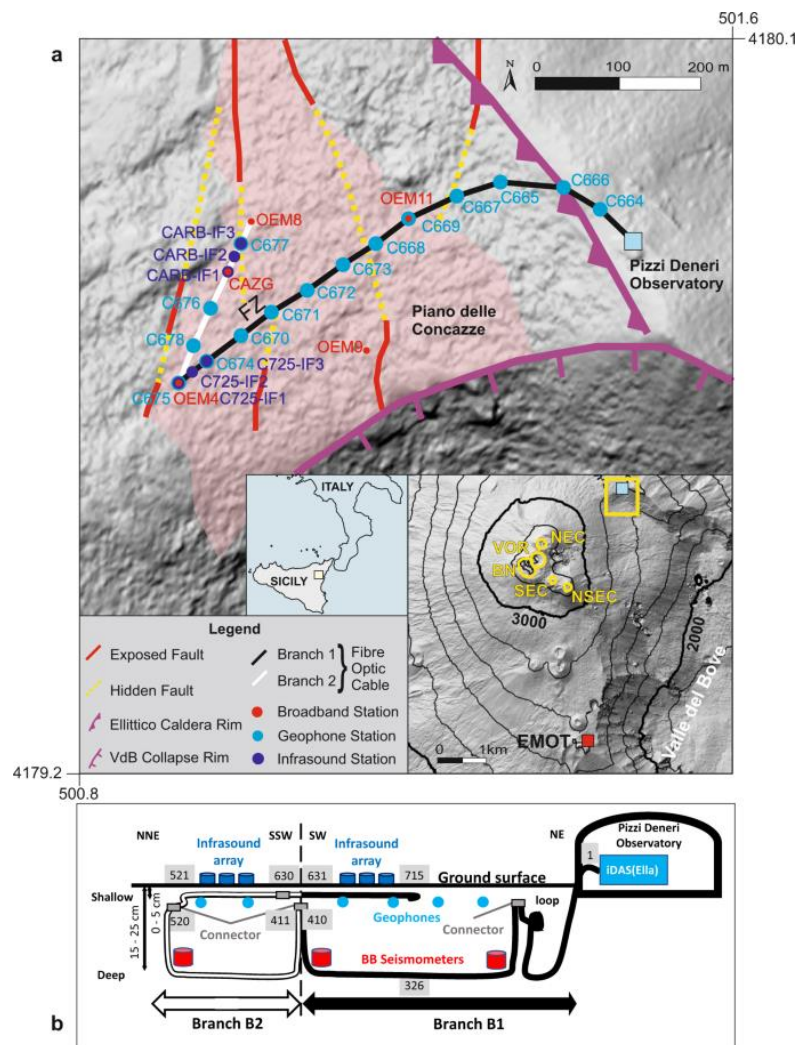 501.6
4180.1
a
N
0 100 200 m
C666
C665
C667
C664
OEM11
C669
OEM8
CARB-IF3
C677
CARB-IF2
CARB-IF1
CAZG
C668
C673
C672
Pizzi Deneri
Observatory
C676
FZ
C671
Piano delle
Concazze
C678
C670
OEM9
C674 C725-IF3
C725-IF2
C675 OEM4 C725-IF1
ITALY
SICILY
NEC
VOR
BN
SEC
NSEC
3000
2000
Valle del Bove
EMOT
0 1km
Legend
Exposed Fault
Hidden Fault
Ellittico Caldera Rim
VdB Collapse Rim
Branch 1
Branch 2
} Fibre
Optic
Cable
Broadband Station
Geophone Station
Infrasound Station
4179.2
500.8
NNE SSW SW NE
Pizzi Deneri
Observatory
Infrasound
array
Infrasound
array
521 630 631 715
Ground surface
1
iDAS(Ella)
Shallow
0 - 5 cm
15 - 25 cm
520 411 410
Connector
Geophones
Connector
loop
BB Seismometers
Deep
326
Branch B2
Branch B1
b